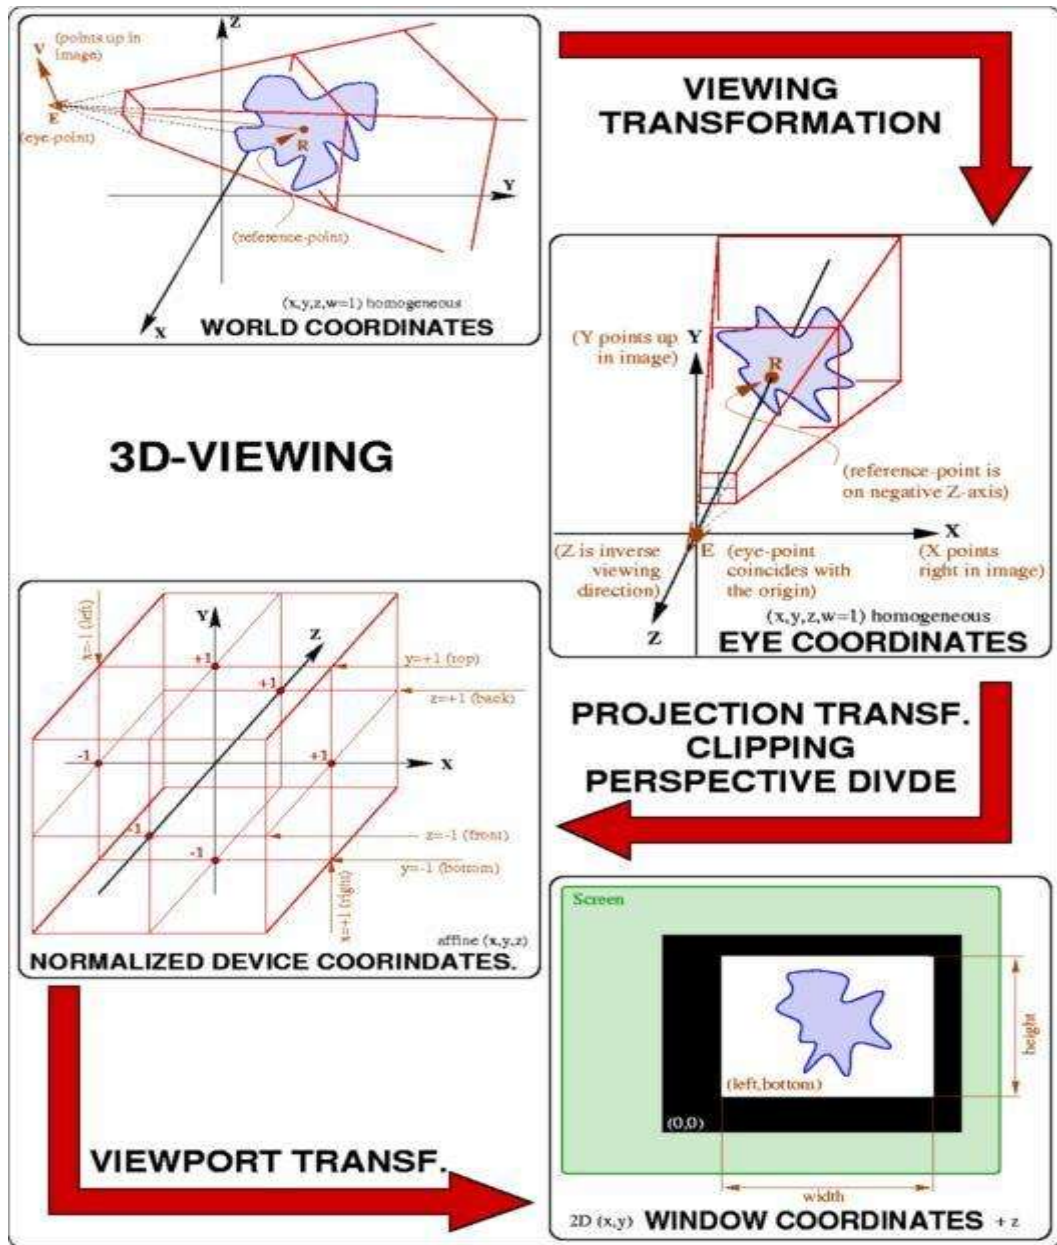 Z
(points up in
image)
V
E
(eye-point)
R
Y
(reference-point)
(x,y,z,w=1) homogeneous
X
WORLD COORDINATES
VIEWING
TRANSFORMATION
3D-VIEWING
(Y points up
in image)
Y
R
(reference-point is
on negative Z-axis)
X
E
(Z is inverse
viewing
direction)
(eye-point
coincides with
the origin)
(X points
right in image)
Z
(x,y,z,w=1) homogeneous
EYE COORDINATES
PROJECTION TRANSF.
CLIPPING
PERSPECTIVE DIVDE
x=-1 (left)
Y
Z
+1
y=+1 (top)
+1
z=+1 (back)
-1
+1
X
-1
z=-1 (front)
-1
y=-1 (bottom)
x=+1 (right)
affine (x,y,z)
NORMALIZED DEVICE COORINDATES.
VIEWPORT TRANSF.
Screen
height
(left,bottom)
(0,0)
width
2D (x,y) WINDOW COORDINATES + z